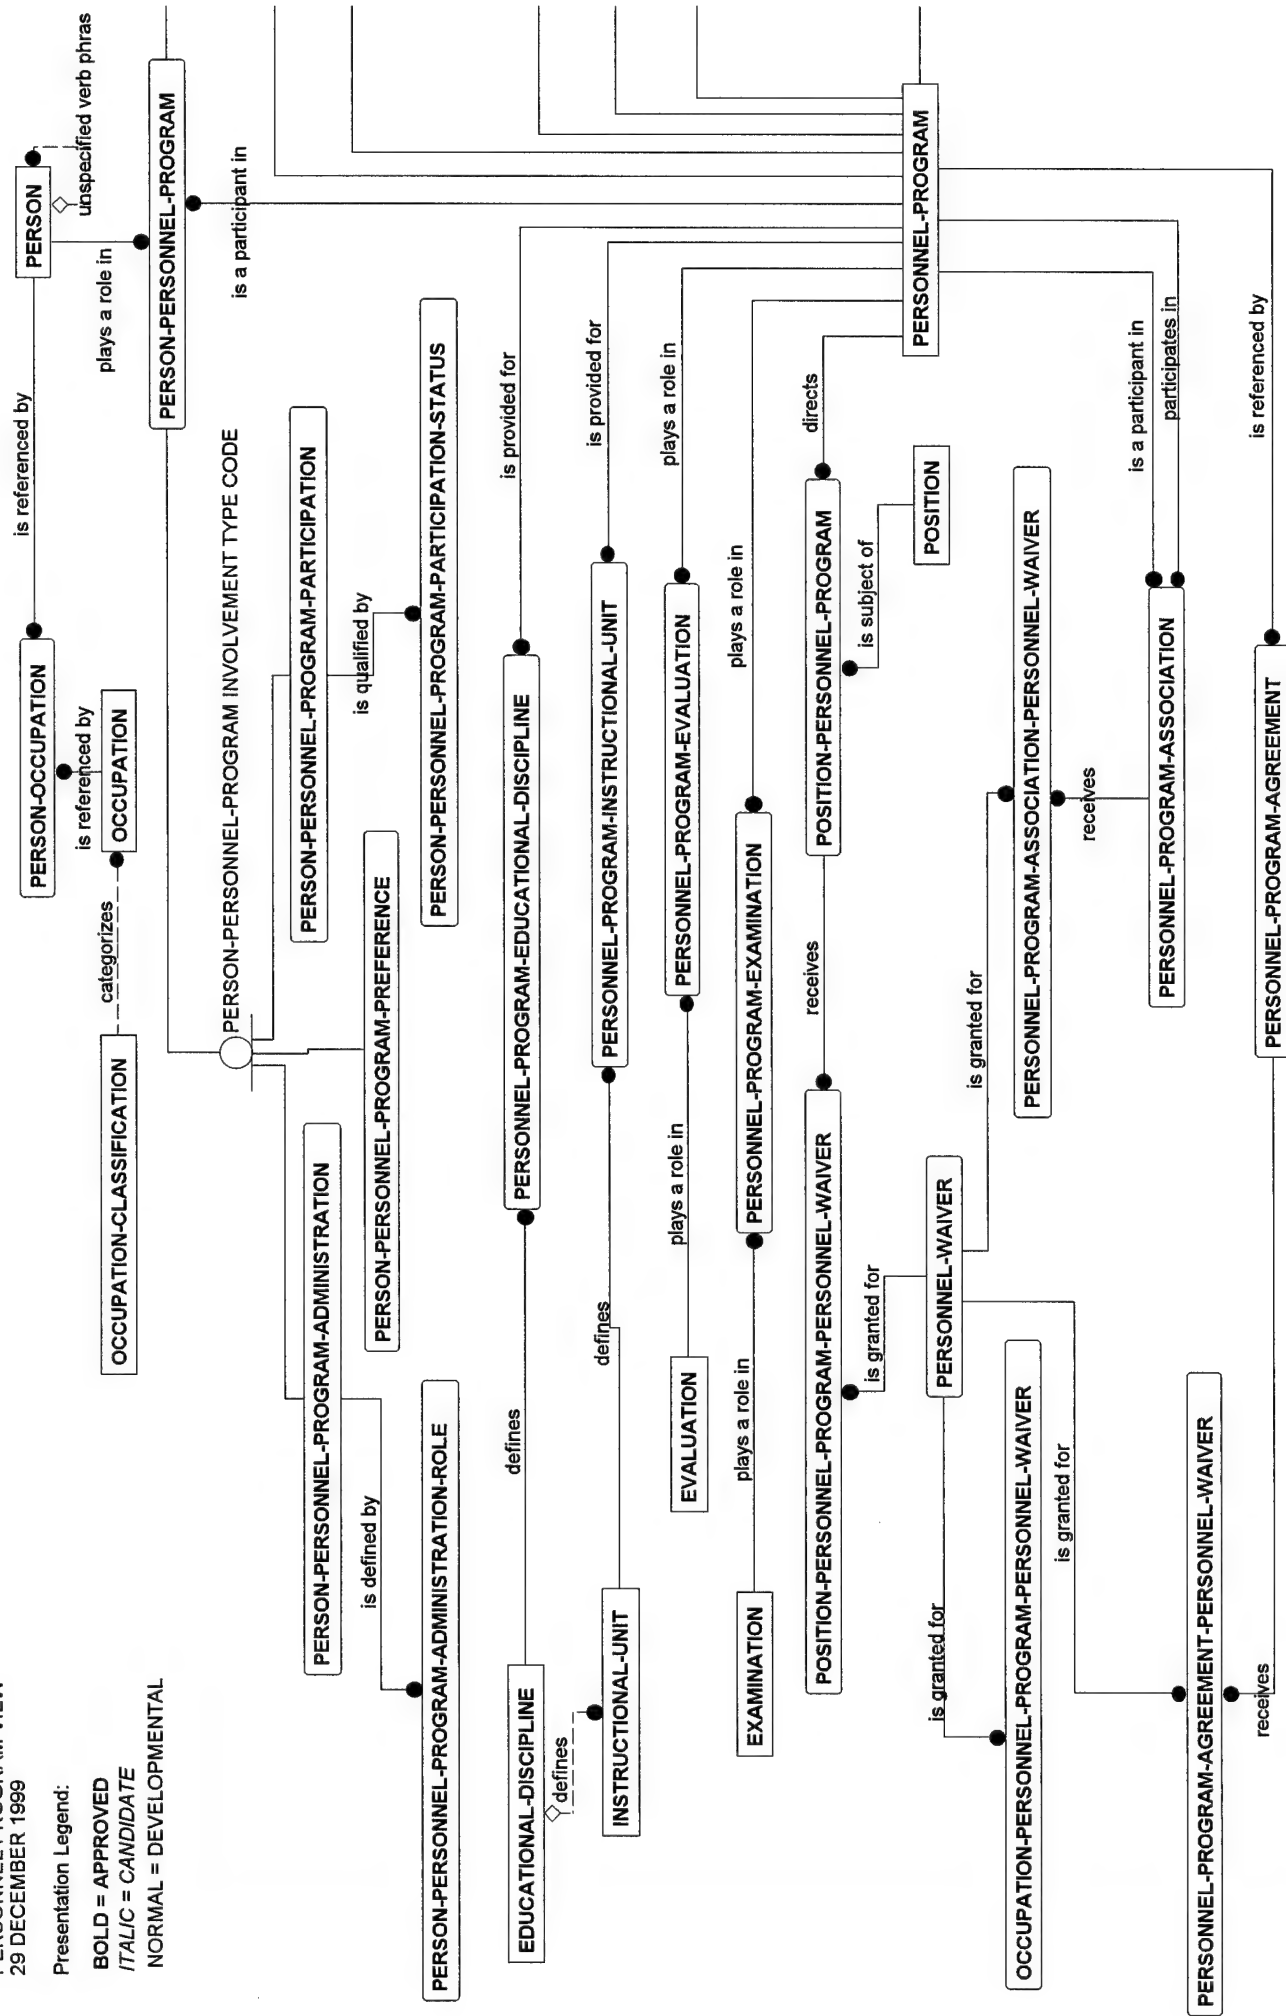 PERSONNEL PROGRAM VIEW
29 DECEMBER 1999
Presentation Legend:
BOLD = APPROVED
ITALIC = CANDIDATE
NORMAL = DEVELOPMENTAL
is referenced by
PERSON
unspecified verb phras
PERSON-OCCUPATION
is referenced by
plays a role in
OCCUPATION-CLASSIFICATION
categorizes
OCCUPATION
PERSON-PERSONNEL-PROGRAM
PERSON-PERSONNEL-PROGRAM INVOLVEMENT TYPE CODE
is a participant in
PERSON-PERSONNEL-PROGRAM-ADMINISTRATION
PERSON-PERSONNEL-PROGRAM-PARTICIPATION
is defined by
PERSON-PERSONNEL-PROGRAM-PREFERENCE
is qualified by
PERSON-PERSONNEL-PROGRAM-ADMINISTRATION-ROLE
PERSON-PERSONNEL-PROGRAM-PARTICIPATION-STATUS
EDUCATIONAL-DISCIPLINE
defines
PERSONNEL-PROGRAM-EDUCATIONAL-DISCIPLINE
is provided for
defines
INSTRUCTIONAL-UNIT
defines
PERSONNEL-PROGRAM-INSTRUCTIONAL-UNIT
is provided for
EVALUATION
plays a role in
PERSONNEL-PROGRAM-EVALUATION
plays a role in
EXAMINATION
plays a role in
PERSONNEL-PROGRAM-EXAMINATION
plays a role in
POSITION-PERSONNEL-PROGRAM-PERSONNEL-WAIVER
receives
POSITION-PERSONNEL-PROGRAM
directs
is granted for
is subject of
PERSONNEL-PROGRAM
is granted for
PERSONNEL-WAIVER
POSITION
is granted for
OCCUPATION-PERSONNEL-PROGRAM-PERSONNEL-WAIVER
PERSONNEL-PROGRAM-ASSOCIATION-PERSONNEL-WAIVER
is granted for
receives
is a participant in
PERSONNEL-PROGRAM-ASSOCIATION
participates in
PERSONNEL-PROGRAM-AGREEMENT-PERSONNEL-WAIVER
receives
PERSONNEL-PROGRAM-AGREEMENT
is referenced by